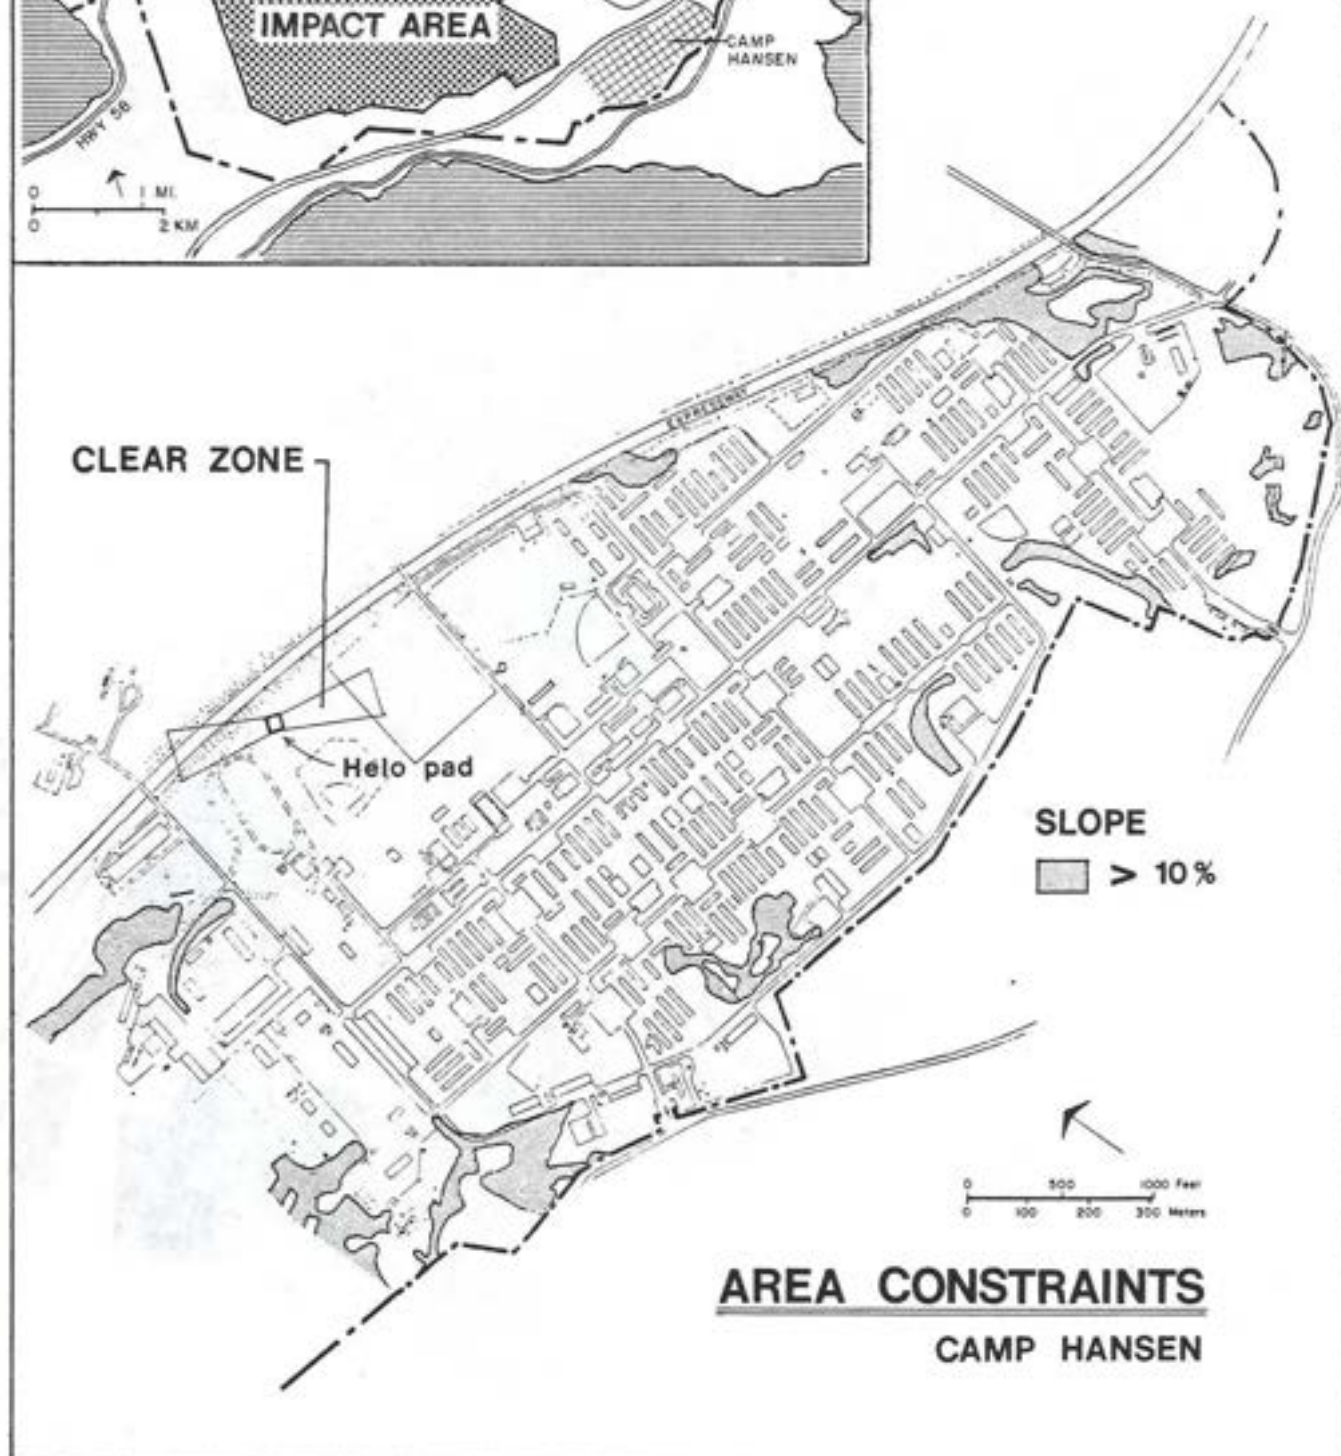 IMPACT AREA
CAMP
HANSEN
HWY 58
0 1 MI.
0 2 KM
EXPRESSWAY
CLEAR ZONE
Helo pad
SLOPE
> 10%
0 500 1000 Feet
0 100 200 300 Meters
AREA CONSTRAINTS
CAMP HANSEN